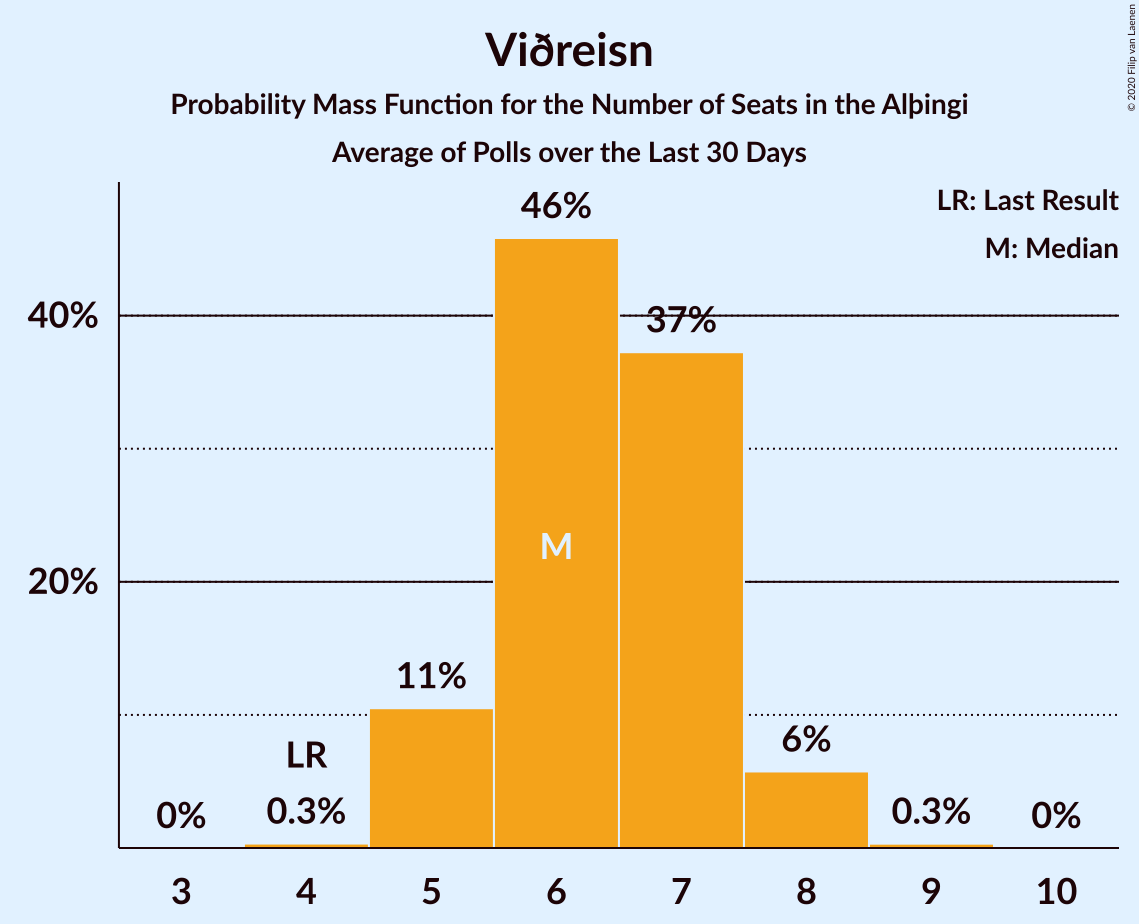 Viðreisn
Probability Mass Function for the Number of Seats in the Alþingi
Average of Polls over the Last 30 Days
© 2020 Filip van Laenen
LR: Last Result
M: Median
46%
40%
37%
M
20%
11%
LR
6%
0%
0.3%
0.3%
0%
3
4
5
6
7
8
9
10